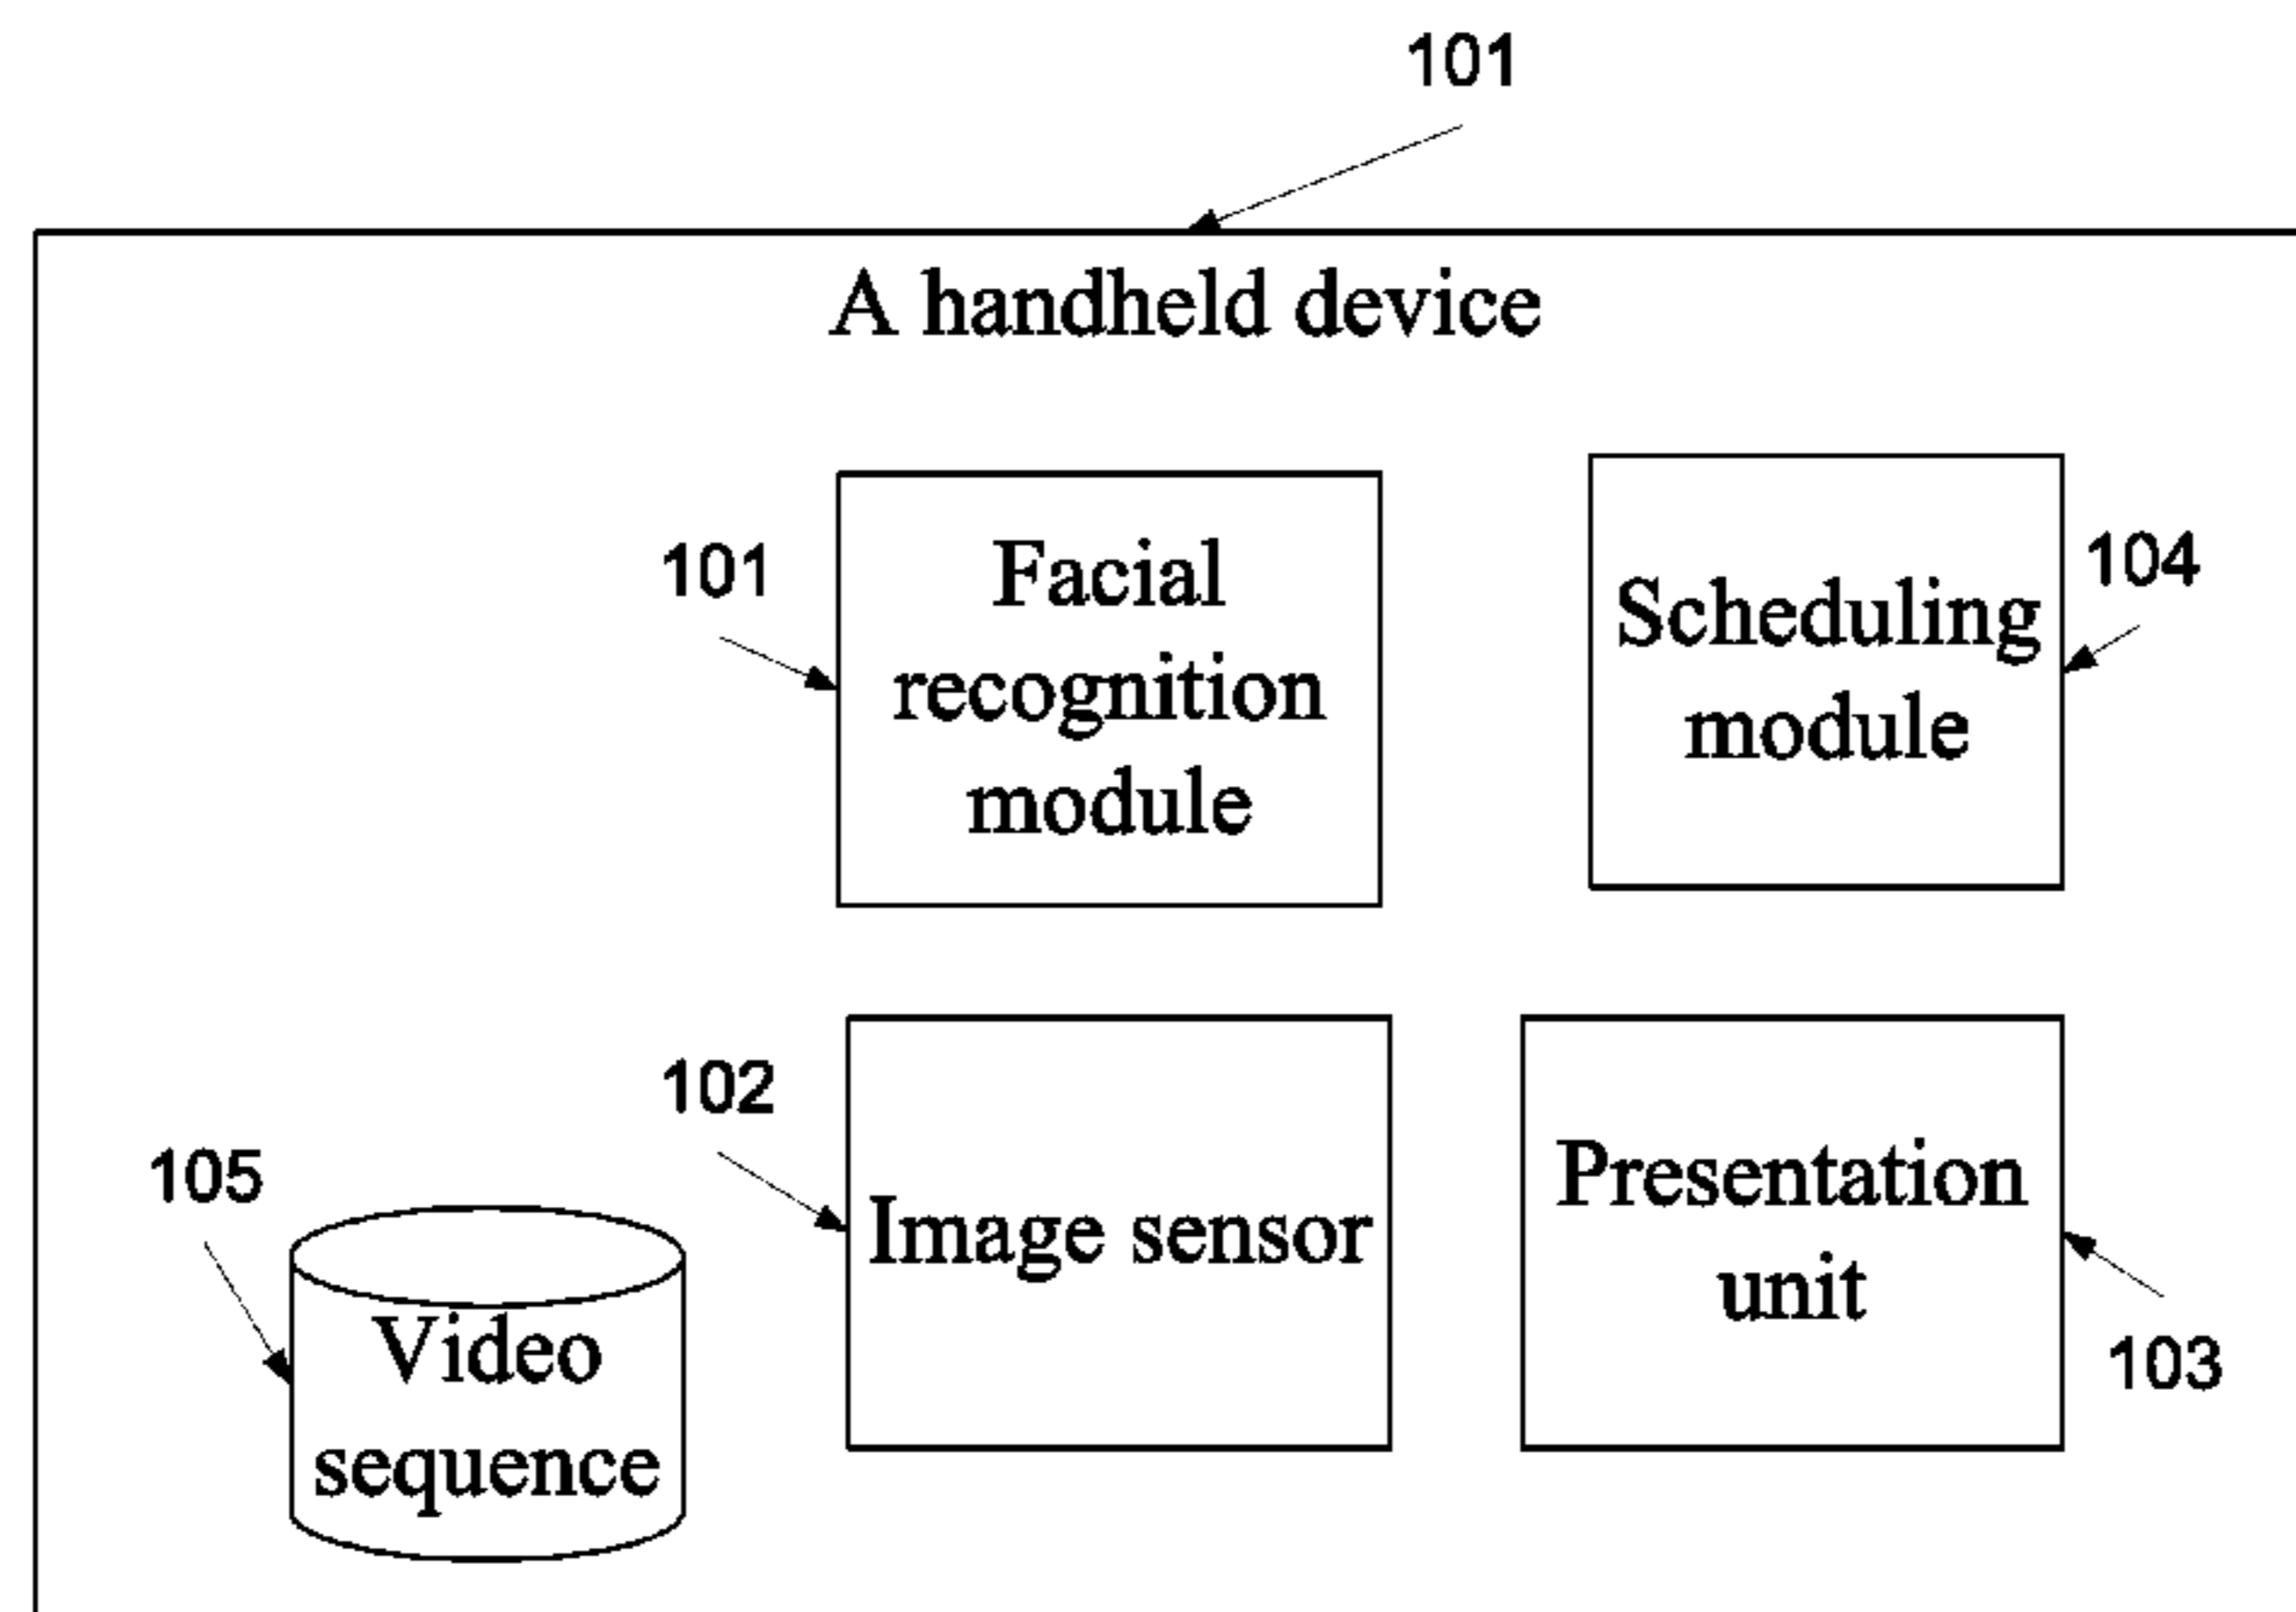 101
A handheld device
101
Facial
recognition
module
104
Scheduling
module
105
Video
sequence
102
Image sensor
Presentation
unit
103